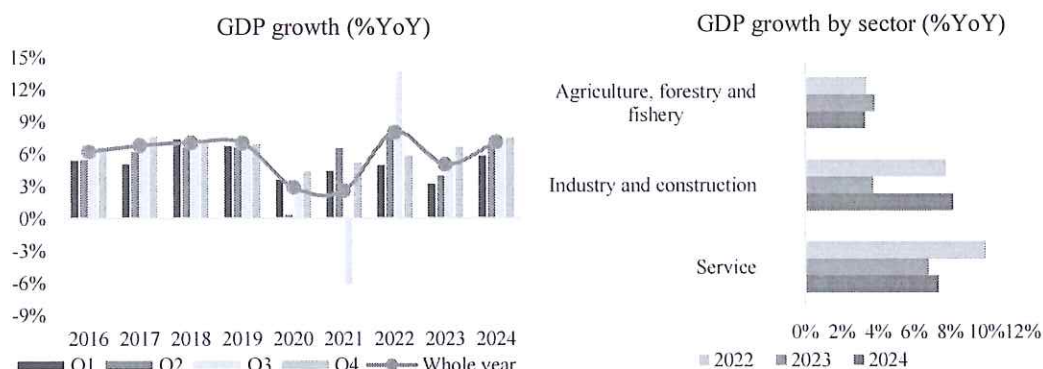 GDP growth (%YoY)
15%
12%
9%
6%
3%
0%
-3%
-6%
-9%
2016 2017 2018 2019 2020 2021 2022 2023 2024
Q1 Q2 Q3 Q4 Whole year
GDP growth by sector (%YoY)
Agriculture, forestry and
fishery
Industry and construction
Service
0% 2% 4% 6% 8% 10% 12%
2022 2023 2024